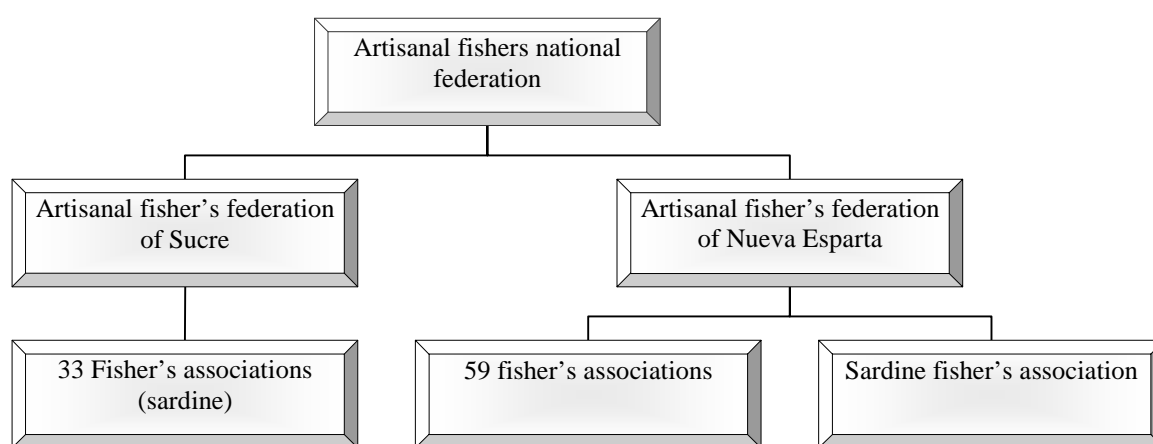 Artisanal fishers national
federation
Artisanal fisher’s federation
of Sucre
Artisanal fisher’s federation
of Nueva Esparta
33 Fisher’s associations
(sardine)
59 fisher’s associations
Sardine fisher’s association